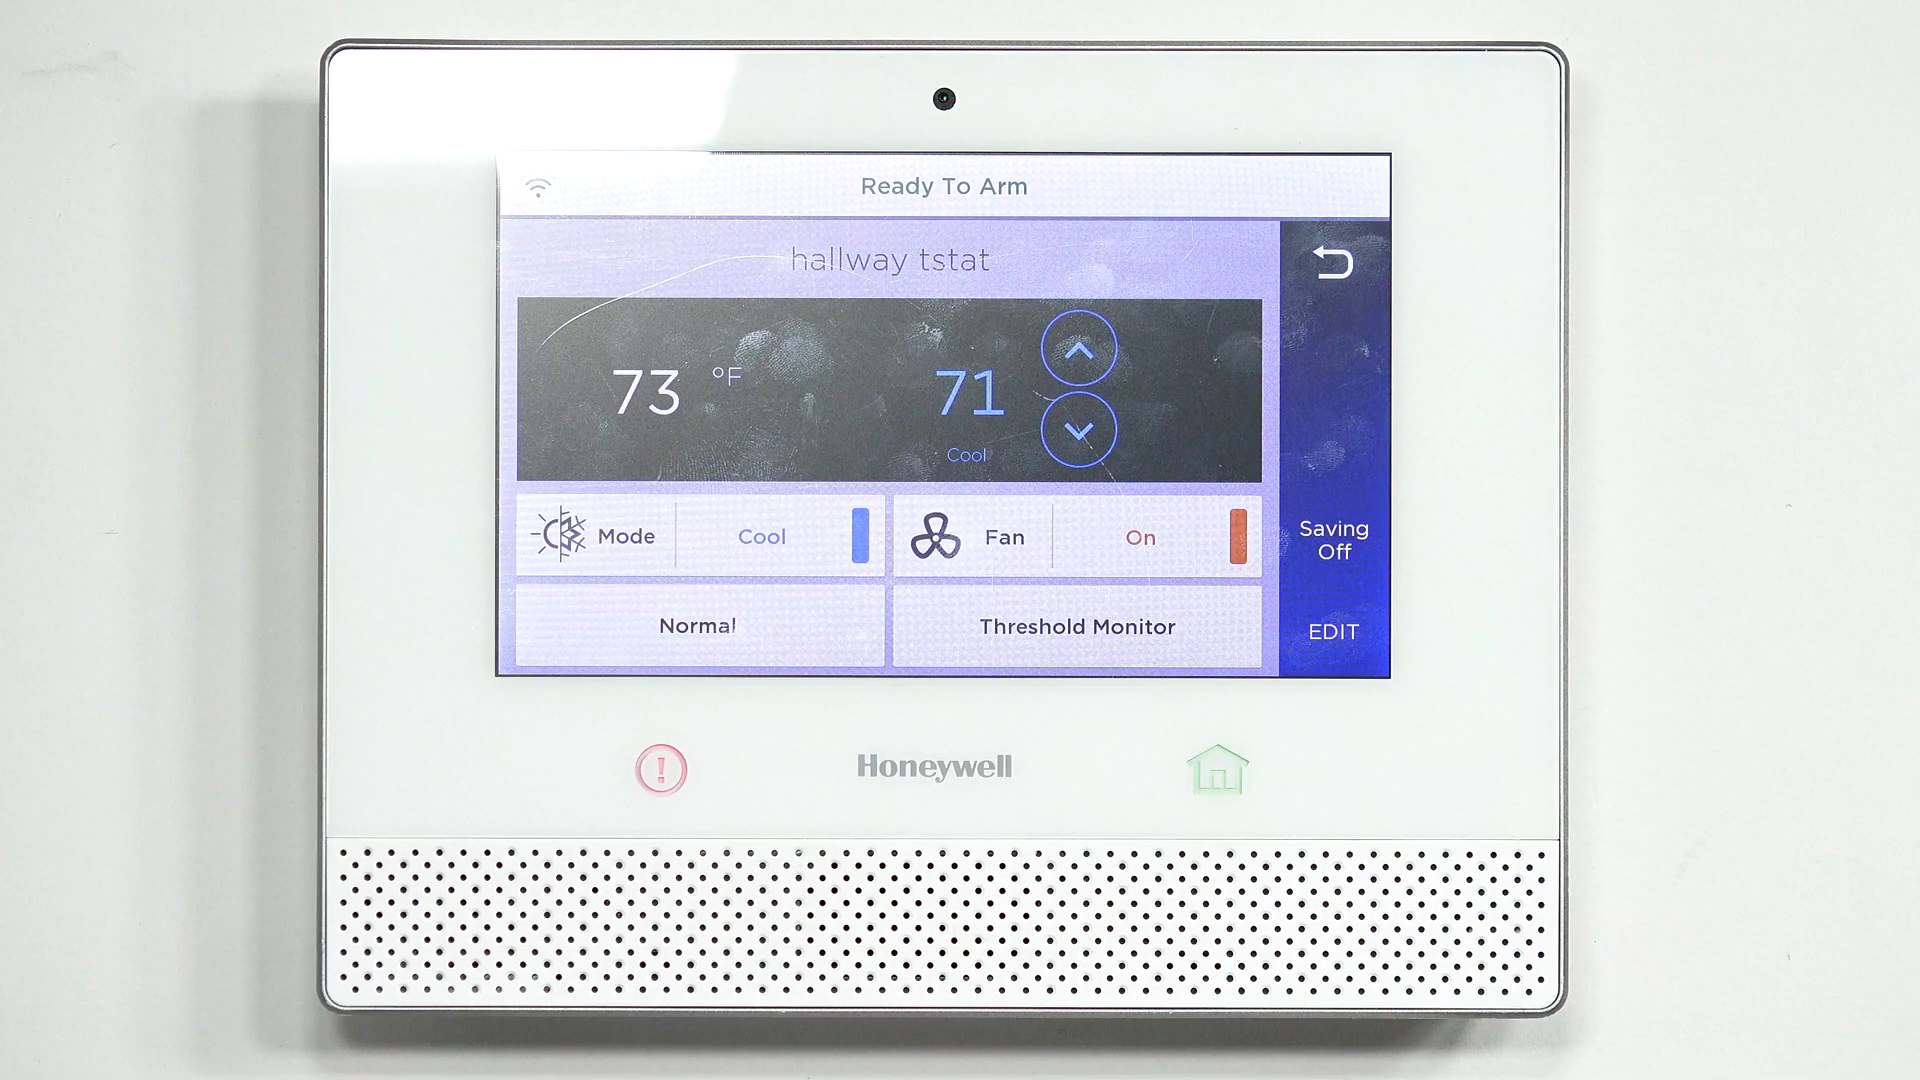 Ready To Arm
hallway tstat
73 °F
71
Cool
Mode Cool
Fan On
Saving
Off
Normal
Threshold Monitor
EDIT
Honeywell